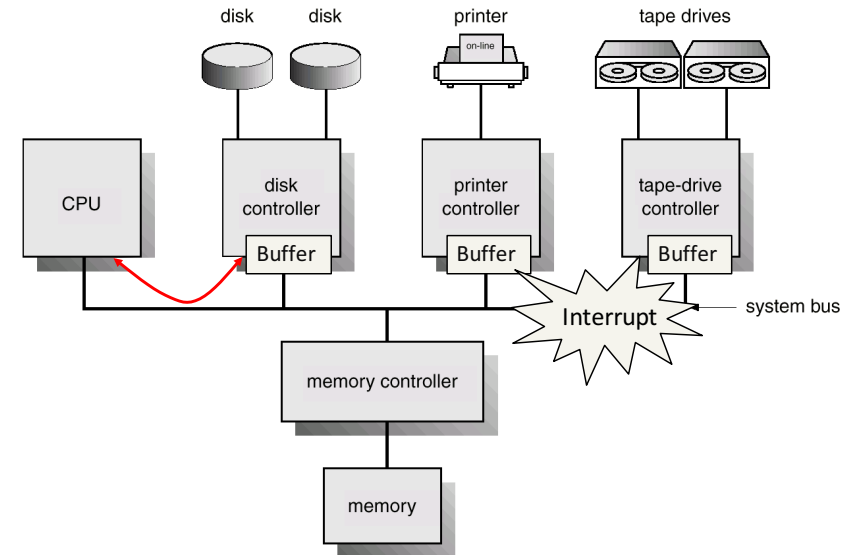 disk
disk
printer
tape drives
on-line
CPU
disk
controller
printer
controller
tape-drive
controller
Buffer
Buffer
Buffer
Interrupt
system bus
memory controller
memory